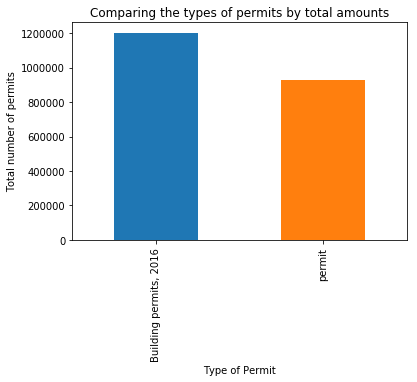 Comparing the types of permits by total amounts
Total number of permits
1200000
1000000
800000
600000
400000
200000
0
Building permits, 2016
permit
Type of Permit